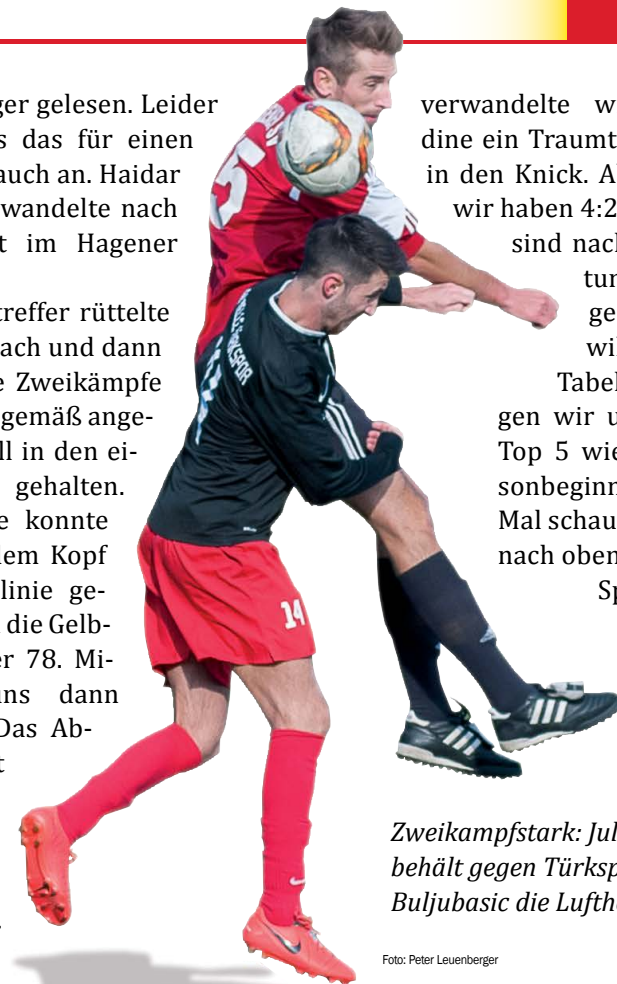 ger gelesen. Leider
s das für einen
auch an. Haidar
wandelte nach
t im Hagener
treffer rüttelte
ach und dann
e Zweikämpfe
gemäß ange-
ll in den ei-
gehalten.
e konnte
dem Kopf
linie ge-
die Gelb-
er 78. Mi-
uns dann
Das Ab-
t
verwandelte w
dine ein Traumt
in den Knick. A
wir haben 4:2
sind nach
tun
ge
wi
Tabel
gen wir u
Top 5 wie
sonbeginn
Mal schau
nach oben
Sp
14
Zweikampfstark: Jul
behält gegen Türksp
Buljubasic die Lufth
Foto: Peter Leuenberger